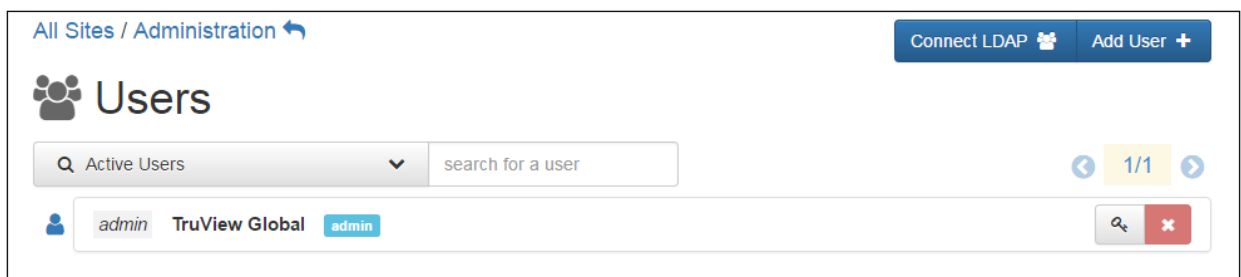 All Sites / Administration
Connect LDAP Add User
Users
Active Users search for a user 1/1
admin TruView Global admin